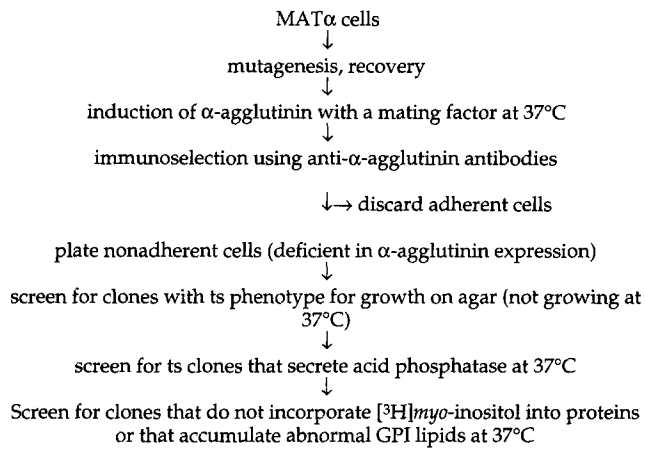 MATα cells
↓
mutagenesis, recovery
↓
induction of α-agglutinin with a mating factor at 37°C
↓
immunoselection using anti-α-agglutinin antibodies
↓→ discard adherent cells
plate nonadherent cells (deficient in α-agglutinin expression)
↓
screen for clones with ts phenotype for growth on agar (not growing at
37°C)
↓
screen for ts clones that secrete acid phosphatase at 37°C
↓
Screen for clones that do not incorporate [³H]myo-inositol into proteins
or that accumulate abnormal GPI lipids at 37°C